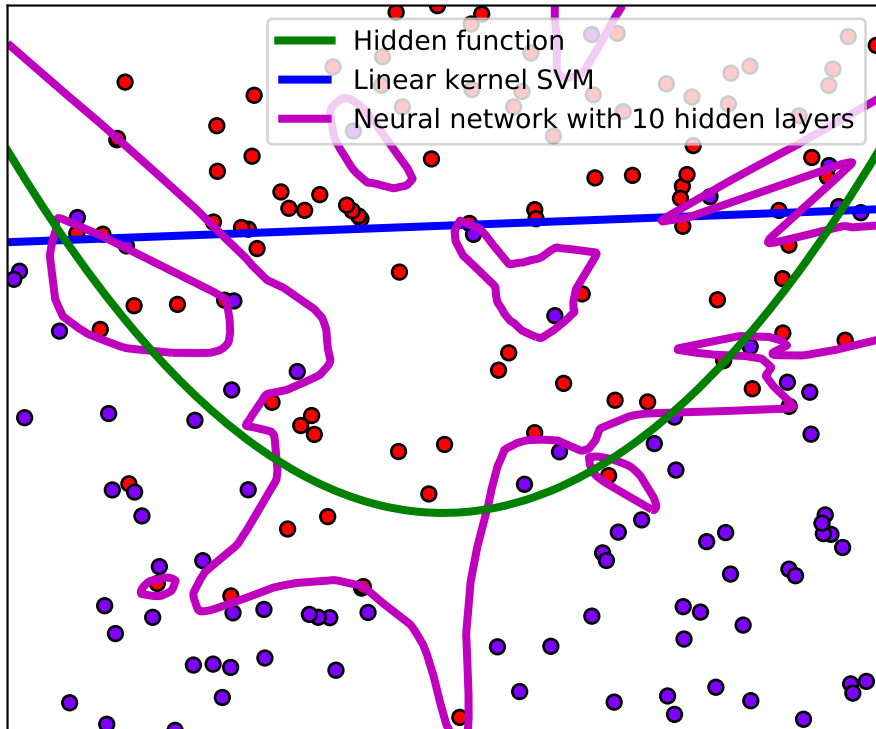 Hidden function
Linear kernel SVM
Neural network with 10 hidden layers